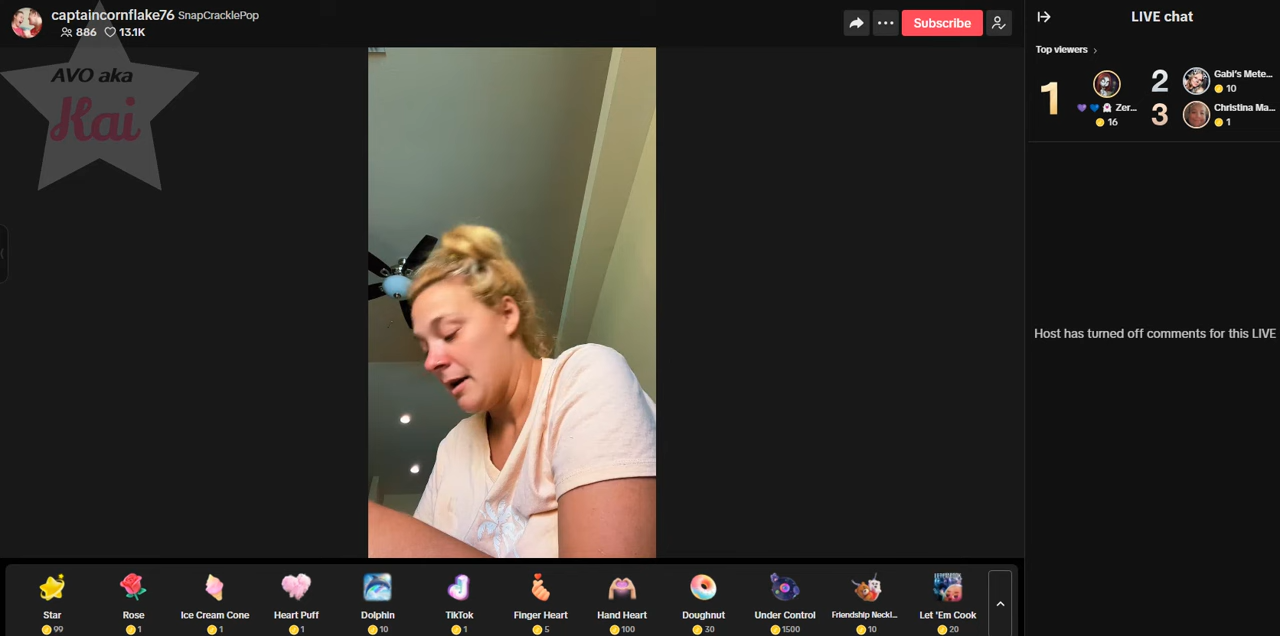 captaincornflake76 SnapCracklePop
886 13.1K
Subscribe
AVO aka
Kai
LIVE chat
Top viewers
1
Zer...
16
2
Gabi's Mete...
10
3
Christina Ma...
1
Host has turned off comments for this LIVE
Star
99
Rose
1
Ice Cream Cone
1
Heart Puff
1
Dolphin
10
TikTok
1
Finger Heart
5
Hand Heart
100
Doughnut
30
Under Control
1500
Friendship Neckl...
10
Let 'Em Cook
20